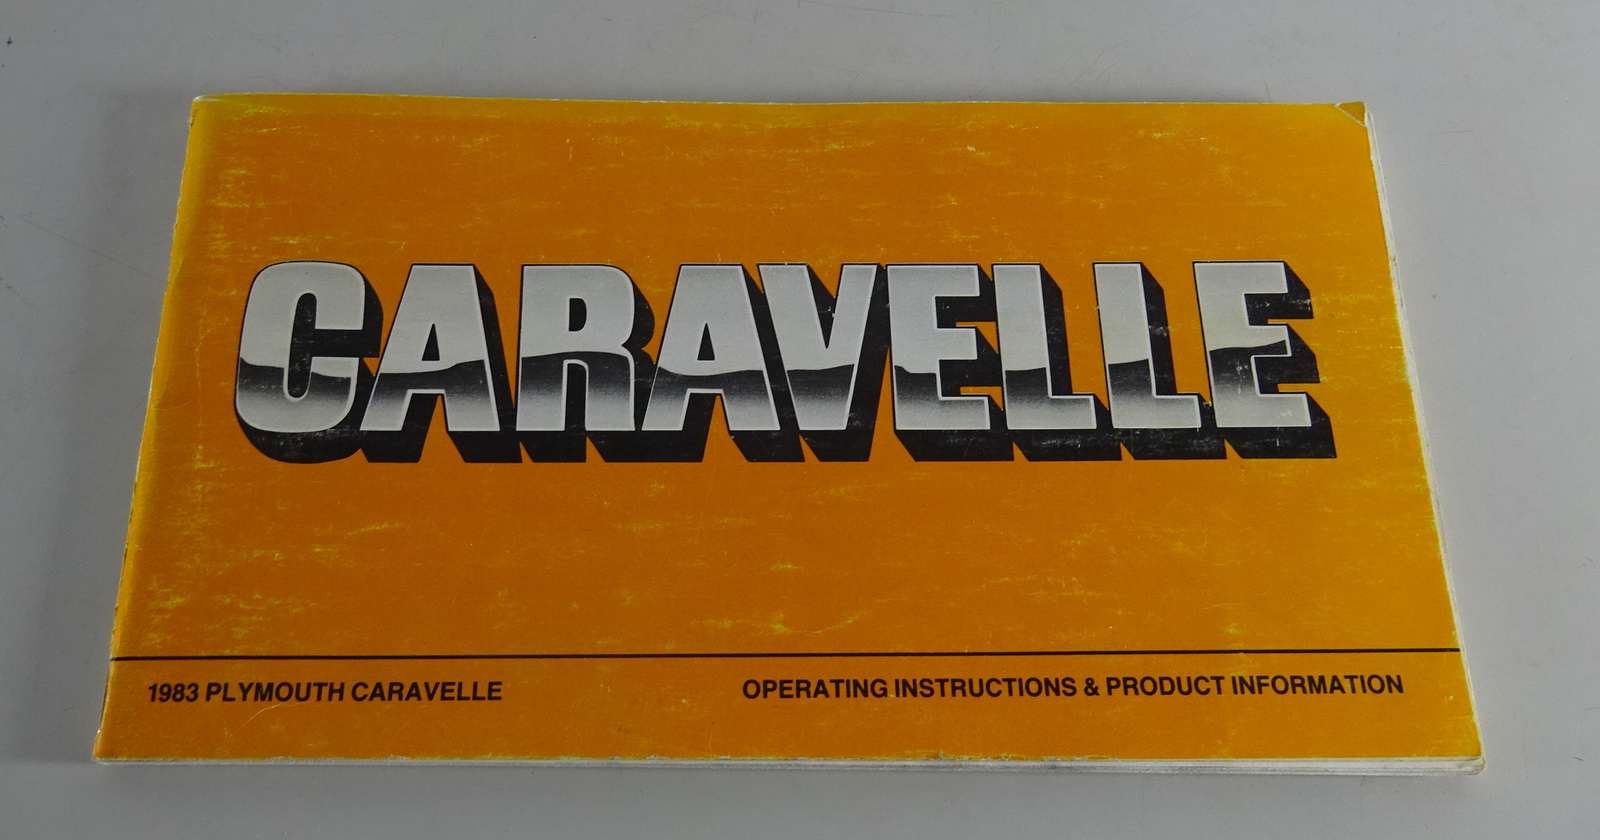 CARAVELLE
1983 PLYMOUTH CARAVELLE
OPERATING INSTRUCTIONS & PRODUCT INFORMATION